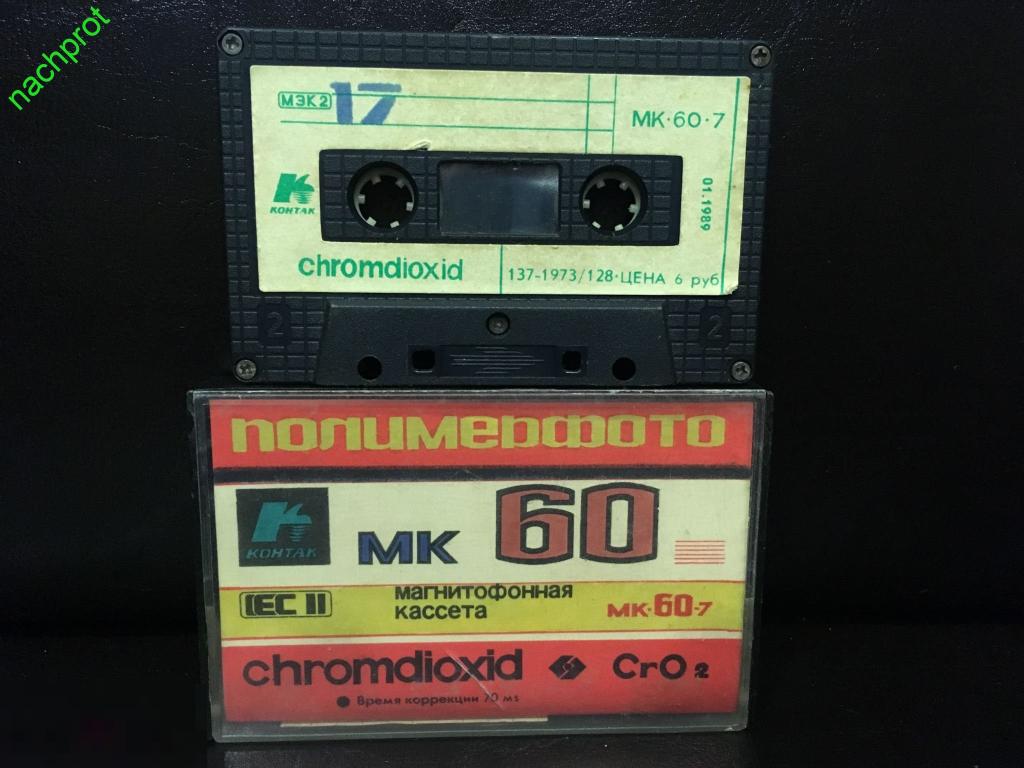 nachprot
МЭК2 17
МК·60·7
КОНТАК
01.1989
chromdioxid
137-1973/128·ЦЕНА 6 руб
2 2
ПОЛИМЕРФОТО
КОНТАК
МК 60
IEC II
магнитофонная
кассета
МК·60-7
chromdioxid CrO2
Время коррекции 70 ms